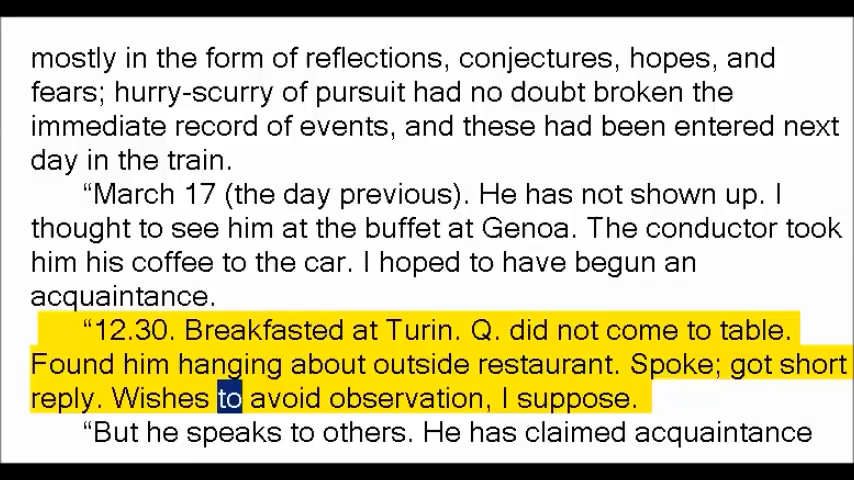 mostly in the form of reflections, conjectures, hopes, and
fears; hurry-scurry of pursuit had no doubt broken the
immediate record of events, and these had been entered next
day in the train.
“March 17 (the day previous). He has not shown up. I
thought to see him at the buffet at Genoa. The conductor took
him his coffee to the car. I hoped to have begun an
acquaintance.
“12.30. Breakfasted at Turin. Q. did not come to table.
Found him hanging about outside restaurant. Spoke; got short
reply. Wishes to avoid observation, I suppose.
“But he speaks to others. He has claimed acquaintance